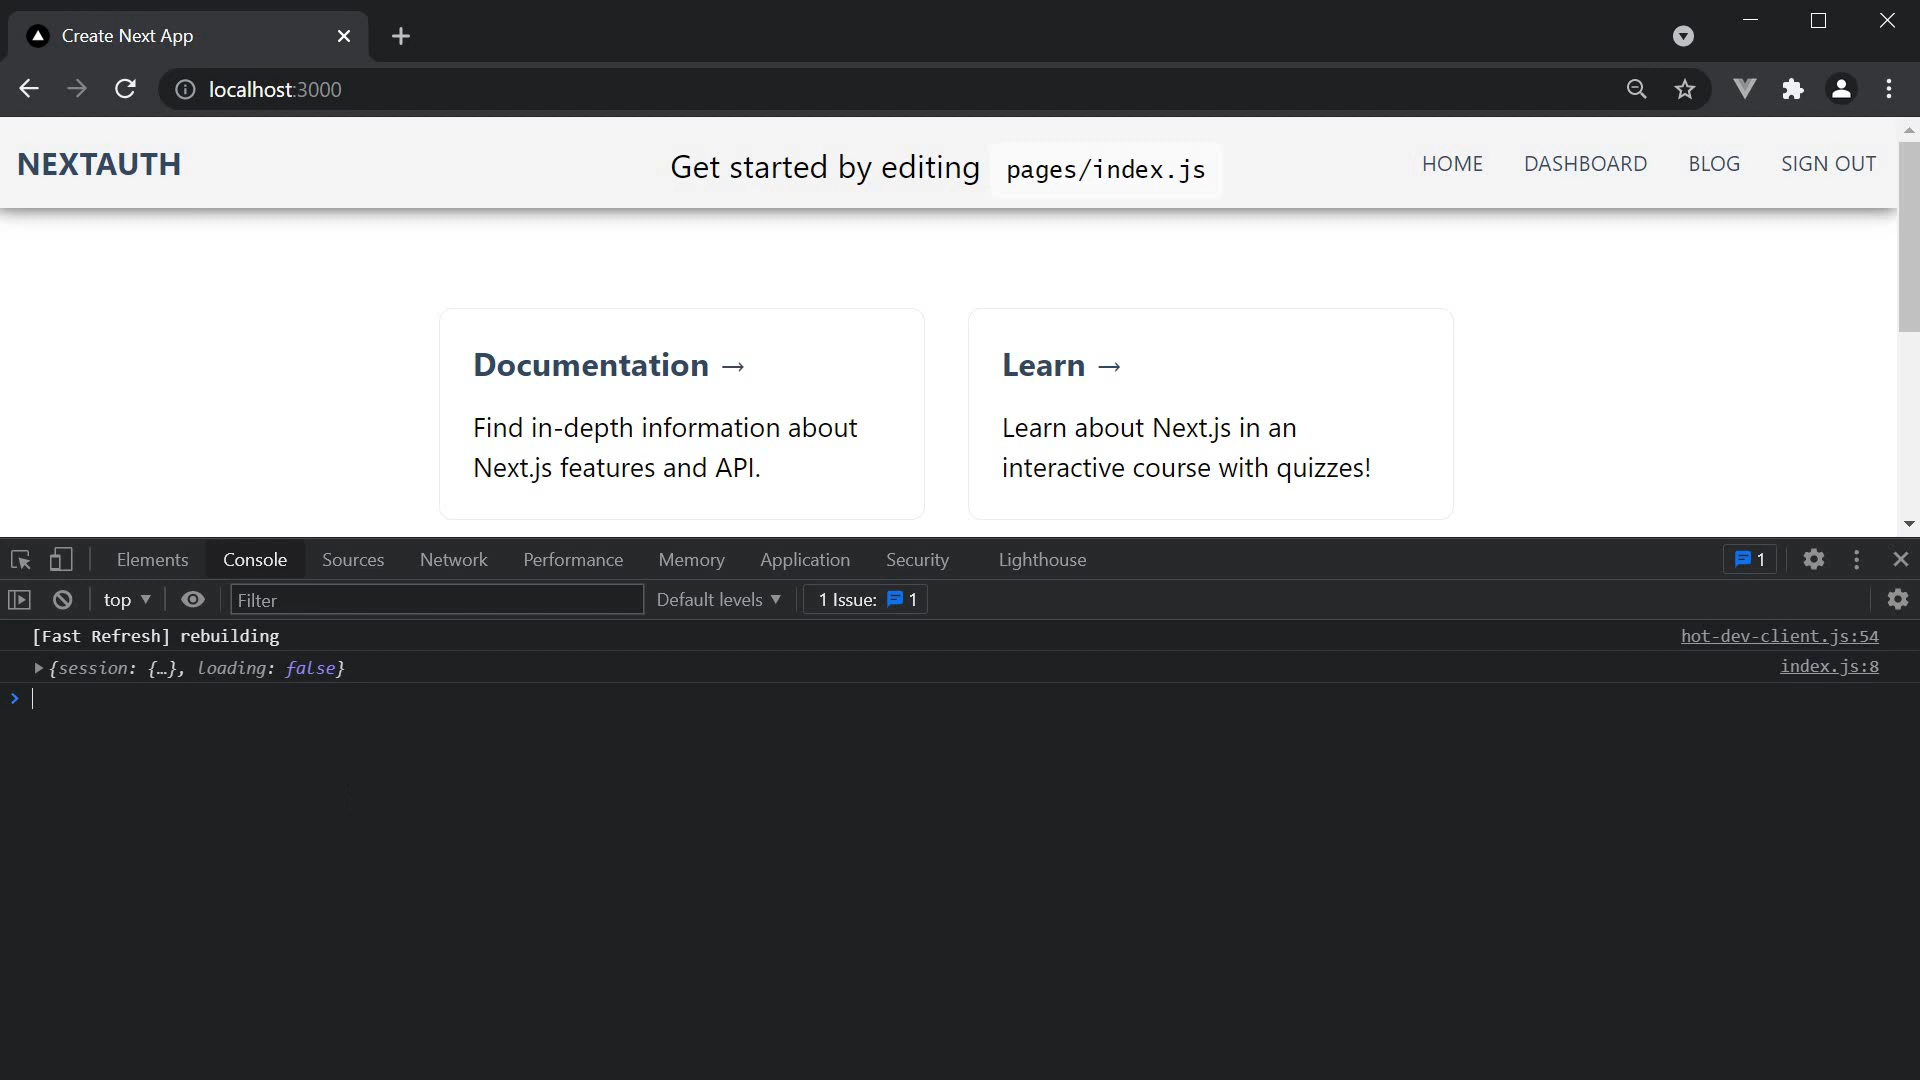 Create Next App
localhost:3000
NEXTAUTH
Get started by editing pages/index.js
HOME DASHBOARD BLOG SIGN OUT
Documentation →
Find in-depth information about
Next.js features and API.
Learn →
Learn about Next.js in an
interactive course with quizzes!
Elements Console Sources Network Performance Memory Application Security Lighthouse 1
top Filter Default levels 1 Issue: 1
[Fast Refresh] rebuilding hot-dev-client.js:54
{session: {…}, loading: false} index.js:8